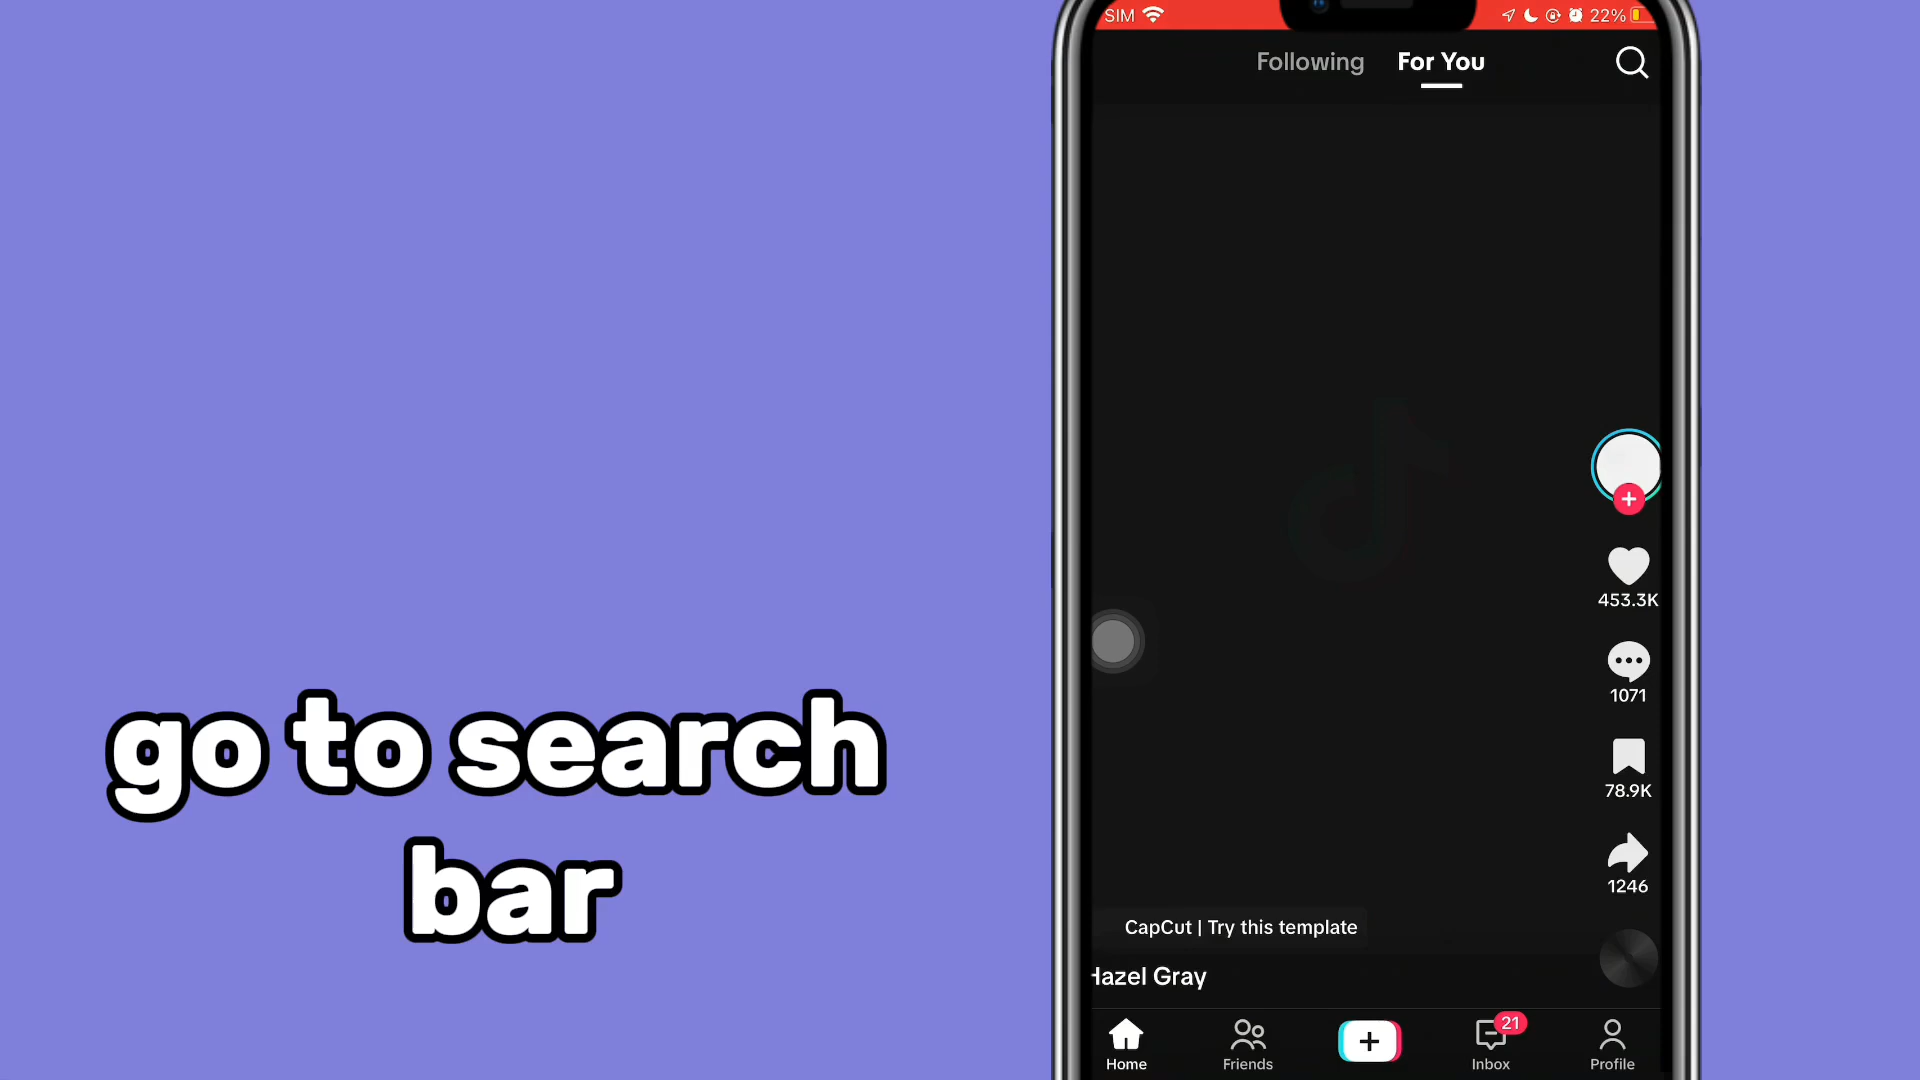 SIM 22%
Following For You
453.3K
1071
78.9K
1246
CapCut | Try this template
Hazel Gray
21
Home Friends Inbox Profile
go to search
bar